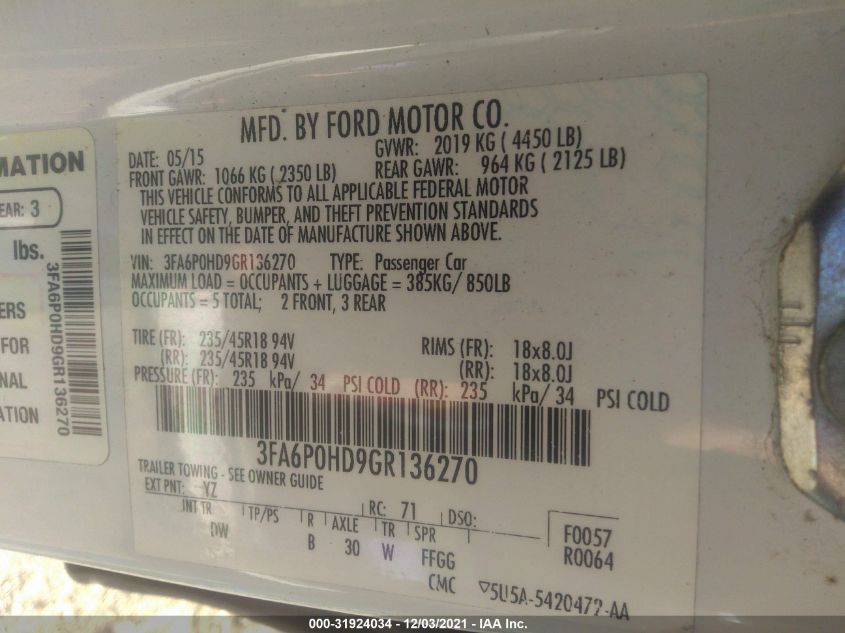 MATION
EAR: 3
lbs.
3FA6P0HD9GR136270
ERS
FOR
NAL
ATION
MFD. BY FORD MOTOR CO.
DATE: 05/15
GVWR: 2019 KG ( 4450 LB)
FRONT GAWR: 1066 KG ( 2350 LB)
REAR GAWR: 964 KG ( 2125 LB)
THIS VEHICLE CONFORMS TO ALL APPLICABLE FEDERAL MOTOR
VEHICLE SAFETY, BUMPER, AND THEFT PREVENTION STANDARDS
IN EFFECT ON THE DATE OF MANUFACTURE SHOWN ABOVE.
VIN: 3FA6P0HD9GR136270 TYPE: Passenger Car
MAXIMUM LOAD = OCCUPANTS + LUGGAGE = 385KG/ 850LB
OCCUPANTS = 5 TOTAL; 2 FRONT, 3 REAR
TIRE (FR): 235/45R18 94V RIMS (FR): 18x8.0J
(RR): 235/45R18 94V (RR): 18x8.0J
PRESSURE (FR): 235 kPa/ 34 PSI COLD (RR): 235 kPa/ 34 PSI COLD
3FA6P0HD9GR136270
TRAILER TOWING - SEE OWNER GUIDE
EXT PNT: YZ RC: 71 DSO:
INT TR TP/PS R AXLE TR SPR
DW B 30 W FFGG
CMC
F0057
R0064
▽5U5A-5420472-AA
000-31924034 - 12/03/2021 - IAA Inc.